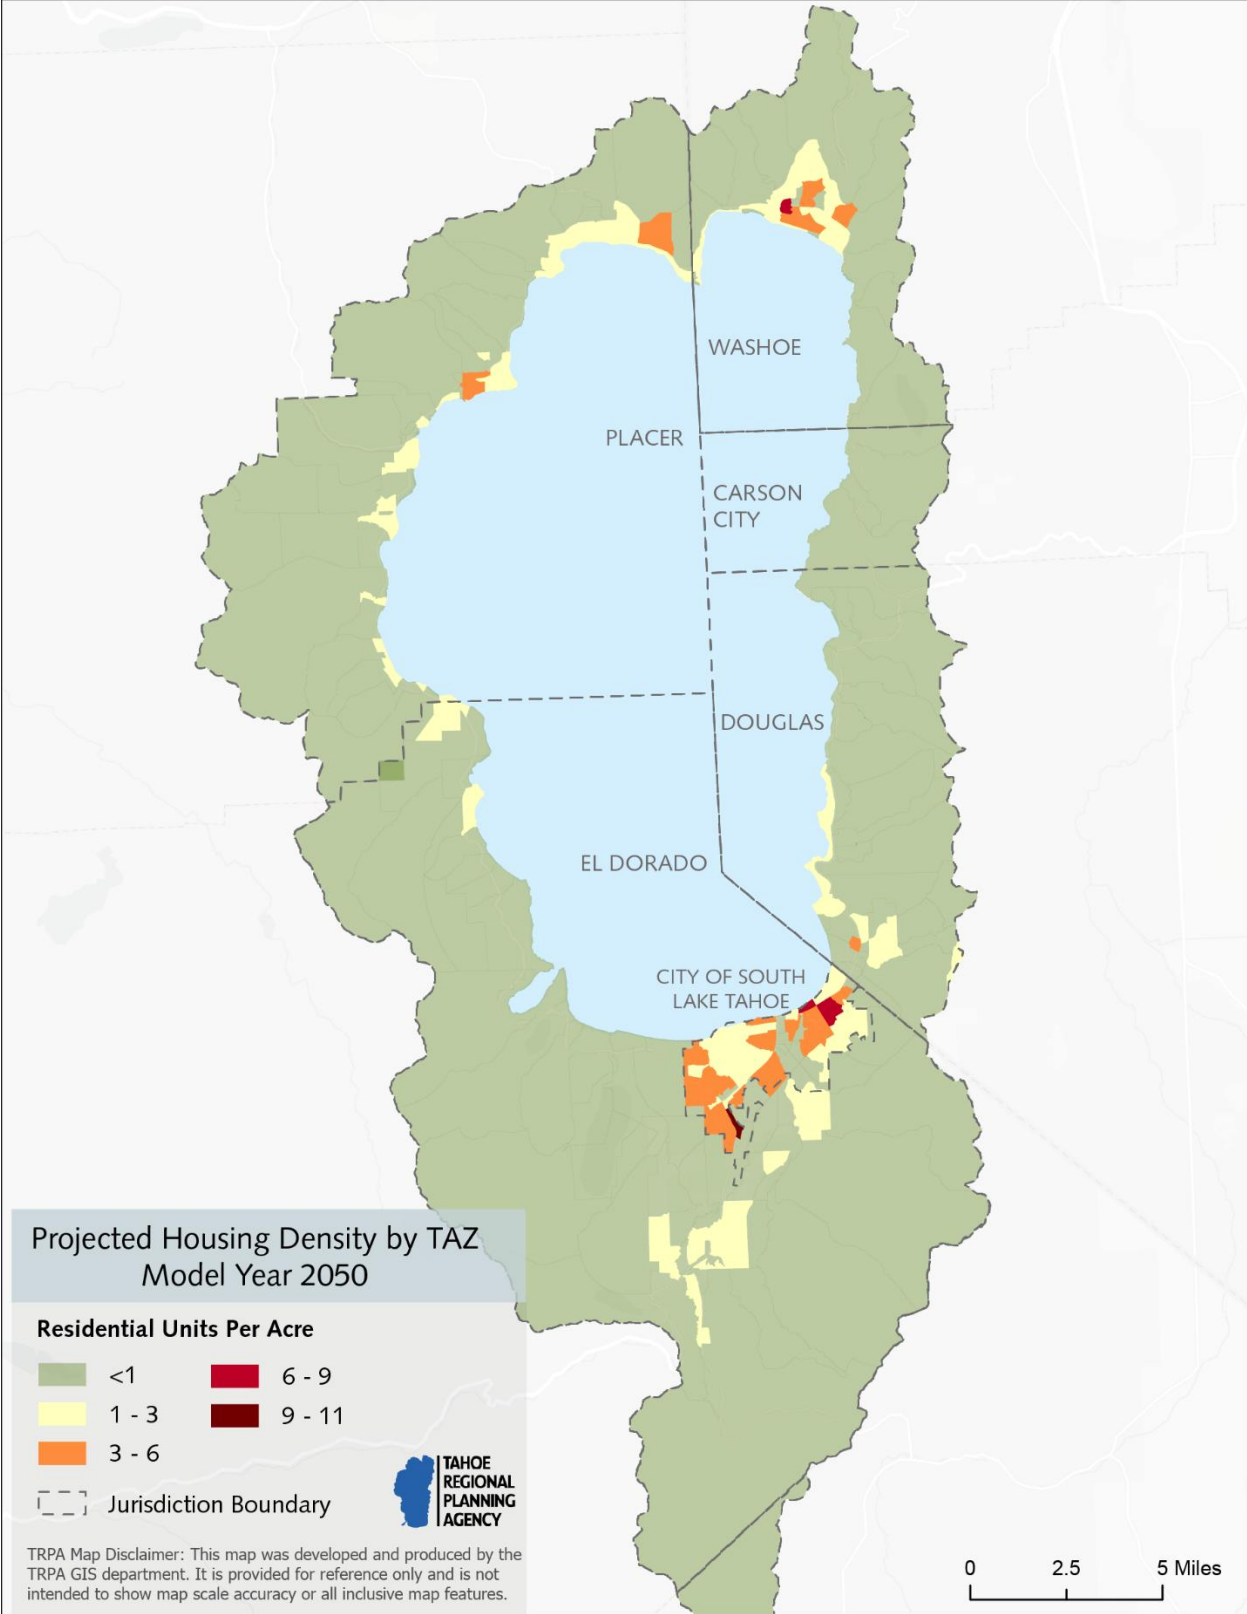 WASHOE
PLACER
CARSON
CITY
DOUGLAS
EL DORADO
CITY OF SOUTH
LAKE TAHOE
Projected Housing Density by TAZ
Model Year 2050
Residential Units Per Acre
<1
6 - 9
1 - 3
9 - 11
3 - 6
Jurisdiction Boundary
TAHOE
REGIONAL
PLANNING
AGENCY
TRPA Map Disclaimer: This map was developed and produced by the
TRPA GIS department. It is provided for reference only and is not
intended to show map scale accuracy or all inclusive map features.
0 2.5 5 Miles